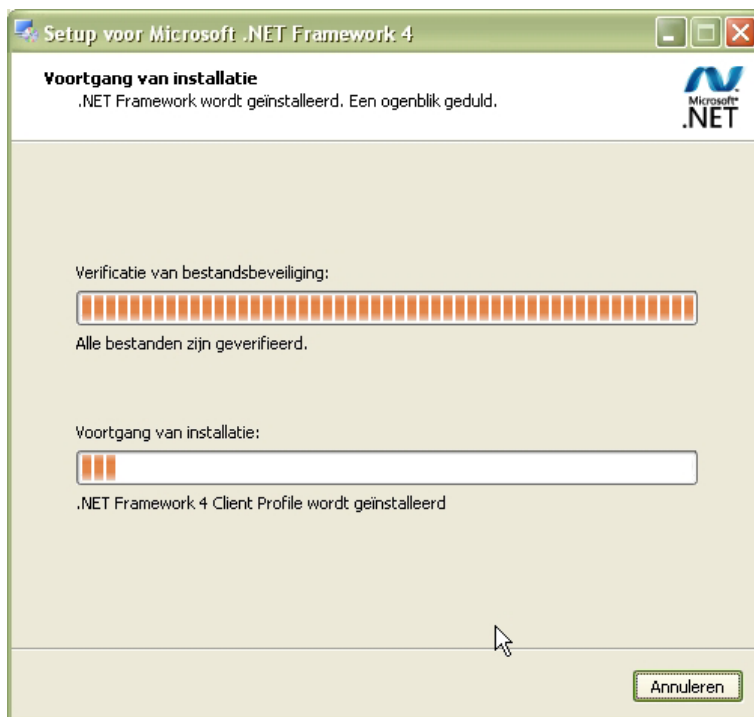 Setup voor Microsoft .NET Framework 4
Voortgang van installatie
.NET Framework wordt geïnstalleerd. Een ogenblik geduld.
Microsoft®
.NET
Verificatie van bestandsbeveiliging:
Alle bestanden zijn geverifieerd.
Voortgang van installatie:
.NET Framework 4 Client Profile wordt geïnstalleerd
Annuleren